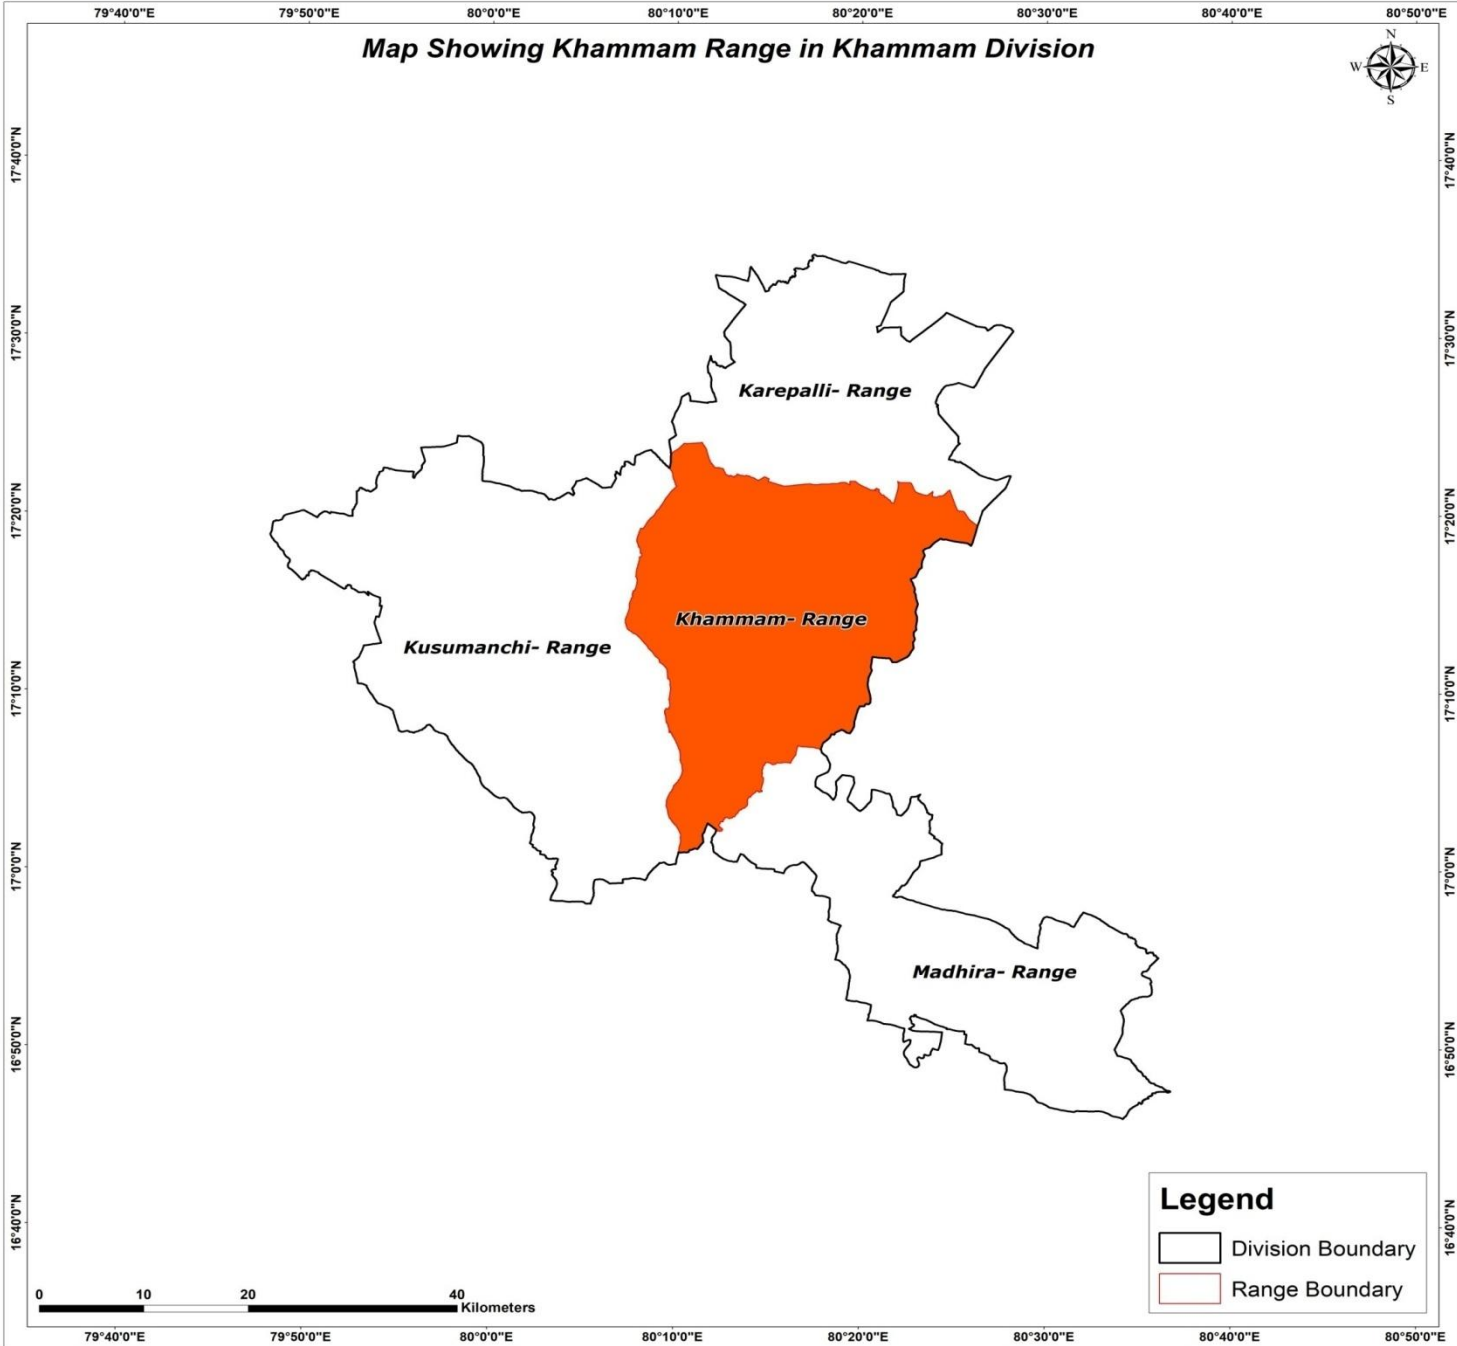 79°40'0"E 79°50'0"E 80°0'0"E 80°10'0"E 80°20'0"E 80°30'0"E 80°40'0"E 80°50'0"E
Map Showing Khammam Range in Khammam Division
N
W E
S
17°40'0"N 17°40'0"N
17°30'0"N 17°30'0"N
Karepalli- Range
17°20'0"N 17°20'0"N
Khammam- Range
Kusumanchi- Range
17°10'0"N 17°10'0"N
17°0'0"N 17°0'0"N
Madhira- Range
16°50'0"N 16°50'0"N
Legend
16°40'0"N 16°40'0"N
Division Boundary
Range Boundary
0 10 20 40
Kilometers
79°40'0"E 79°50'0"E 80°0'0"E 80°10'0"E 80°20'0"E 80°30'0"E 80°40'0"E 80°50'0"E